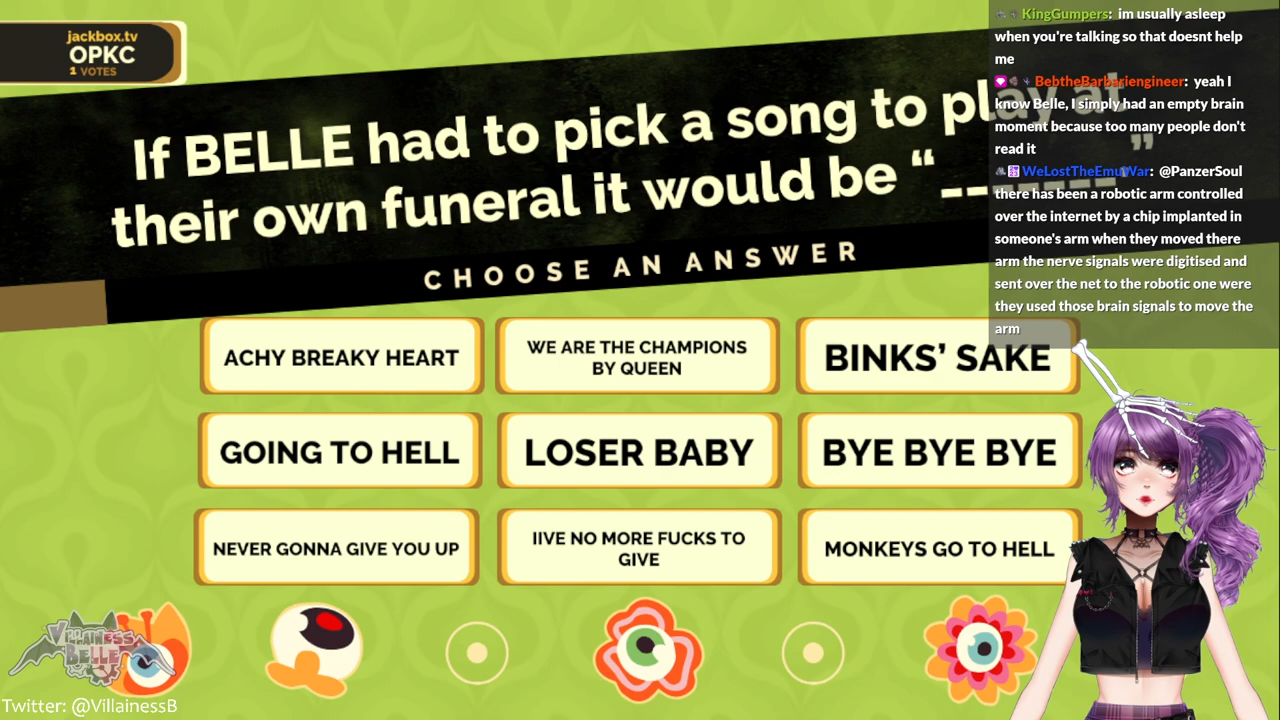 jackbox.tv
OPKC
1 VOTES
If BELLE had to pick a song to play at
their own funeral it would be “_______”
CHOOSE AN ANSWER
ACHY BREAKY HEART
WE ARE THE CHAMPIONS
BY QUEEN
BINKS’ SAKE
GOING TO HELL
LOSER BABY
BYE BYE BYE
NEVER GONNA GIVE YOU UP
IIVE NO MORE FUCKS TO
GIVE
MONKEYS GO TO HELL
KingGumpers: im usually asleep
when you're talking so that doesnt help
me
BebtheBarbariengineer: yeah I
know Belle, I simply had an empty brain
moment because too many people don't
read it
WeLostTheEmuWar: @PanzerSoul
there has been a robotic arm controlled
over the internet by a chip implanted in
someone's arm when they moved there
arm the nerve signals were digitised and
sent over the net to the robotic one were
they used those brain signals to move the
arm
VILLAINESS
BELLE
Twitter: @VillainessB